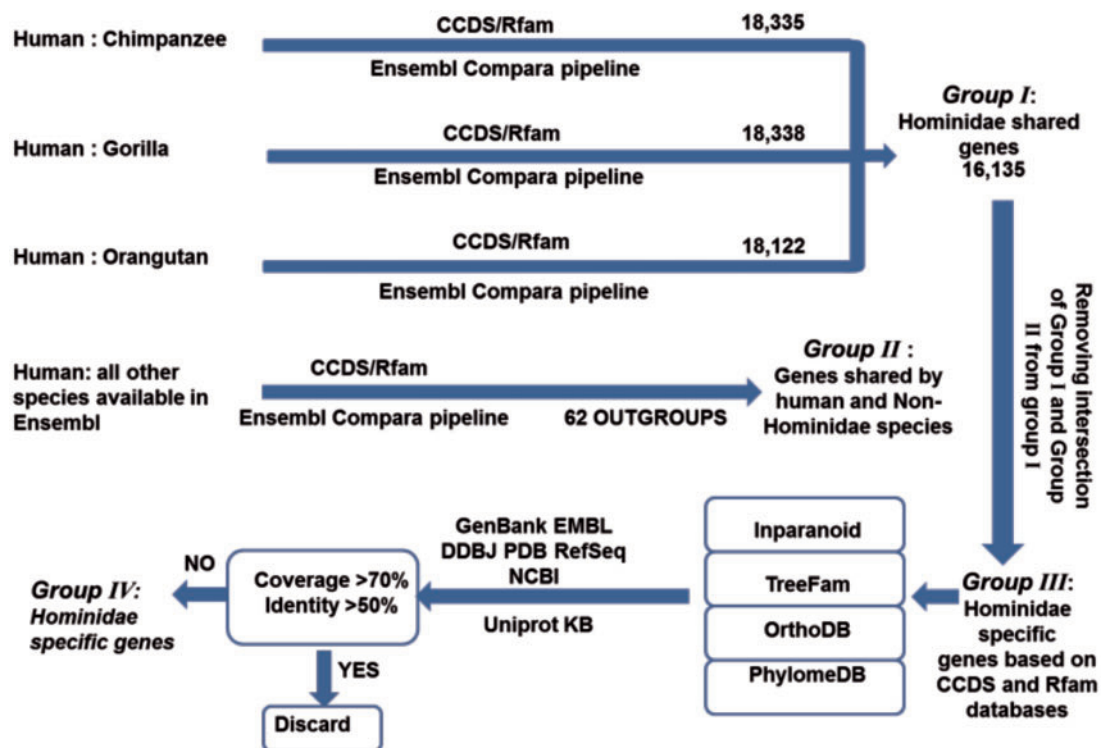 Human : Chimpanzee
CCDS/Rfam
18,335
Ensembl Compara pipeline
Human : Gorilla
CCDS/Rfam
18,338
Ensembl Compara pipeline
Human : Orangutan
CCDS/Rfam
18,122
Ensembl Compara pipeline
Group I:
Hominidae shared
genes
16,135
Human: all other
species available in
Ensembl
CCDS/Rfam
Ensembl Compara pipeline
62 OUTGROUPS
Group II :
Genes shared by
human and Non-
Hominidae species
Removing intersection
of Group I and Group
II from group I
Group III:
Hominidae
specific
genes based on
CCDS and Rfam
databases
Inparanoid
TreeFam
OrthoDB
PhylomeDB
GenBank EMBL
DDBJ PDB RefSeq
NCBI
Uniprot KB
Coverage >70%
Identity >50%
NO
Group IV:
Hominidae
specific genes
YES
Discard